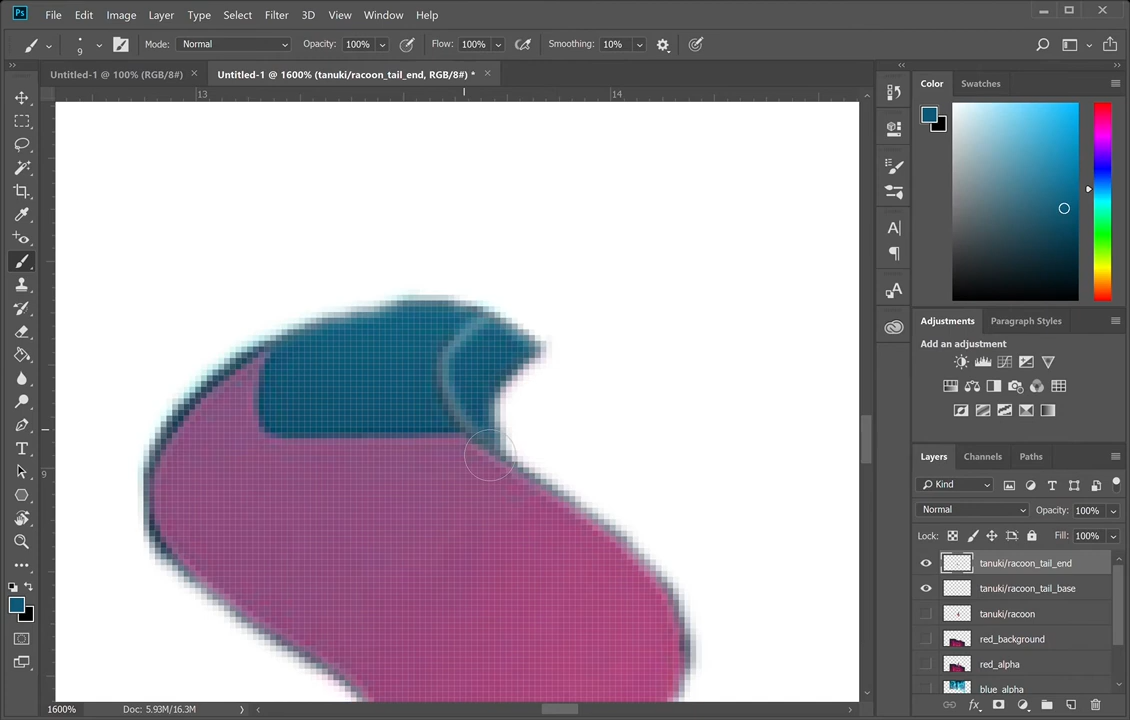 Ps File Edit Image Layer Type Select Filter 3D View Window Help
9 Mode: Normal Opacity: 100% Flow: 100% Smoothing: 10%
Untitled-1 @ 100% (RGB/8#) × Untitled-1 @ 1600% (tanuki/racoon_tail_end, RGB/8#) * ×
13 14
9
Color Swatches
Adjustments Paragraph Styles
Add an adjustment
Layers Channels Paths
Kind
Normal Opacity: 100%
Lock: Fill: 100%
tanuki/racoon_tail_end
tanuki/racoon_tail_base
tanuki/racoon
red_background
red_alpha
blue_alpha
1600% Doc: 5.93M/16.3M